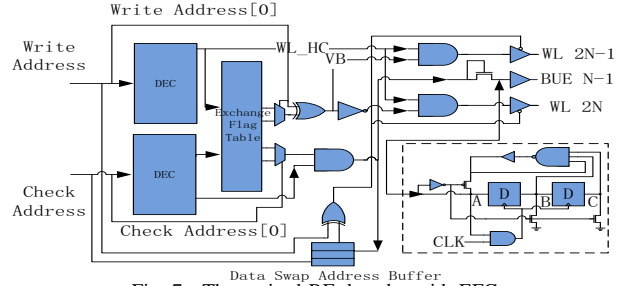 Write Address[0]
Write
Address
WL_HC
VB
WL 2N-1
BUE N-1
WL 2N
DEC
Exchange
Flag
Table
DEC
Check
Address
Check Address[0]
A
D
B
D
C
CLK
Data Swap Address Buffer